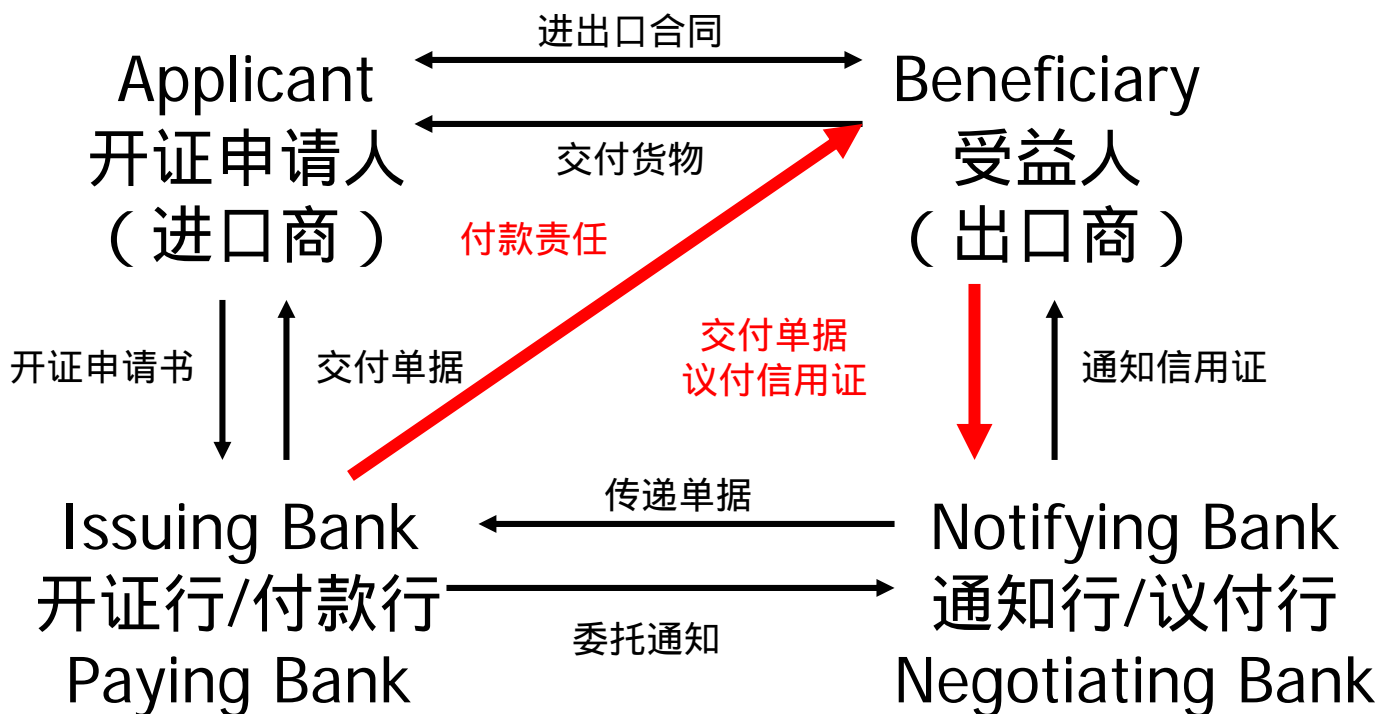 进出口合同
Applicant
开证申请人
（进口商）
Beneficiary
受益人
（出口商）
交付货物
付款责任
交付单据
议付信用证
开证申请书
交付单据
通知信用证
传递单据
Issuing Bank
开证行/付款行
Paying Bank
委托通知
Notifying Bank
通知行/议付行
Negotiating Bank